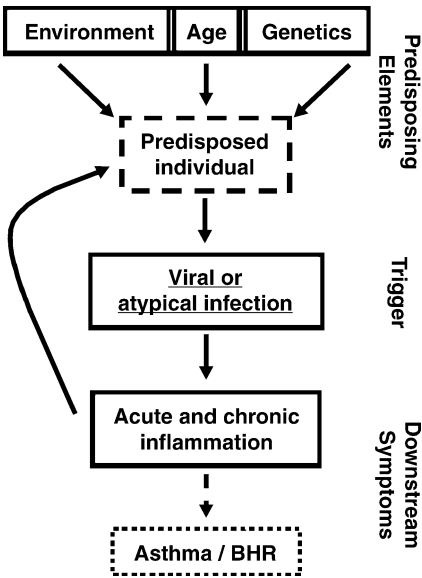 Environment
Age
Genetics
Predisposing
Elements
Predisposed
individual
Viral or
atypical infection
Trigger
Acute and chronic
inflammation
Downstream
Symptoms
Asthma / BHR